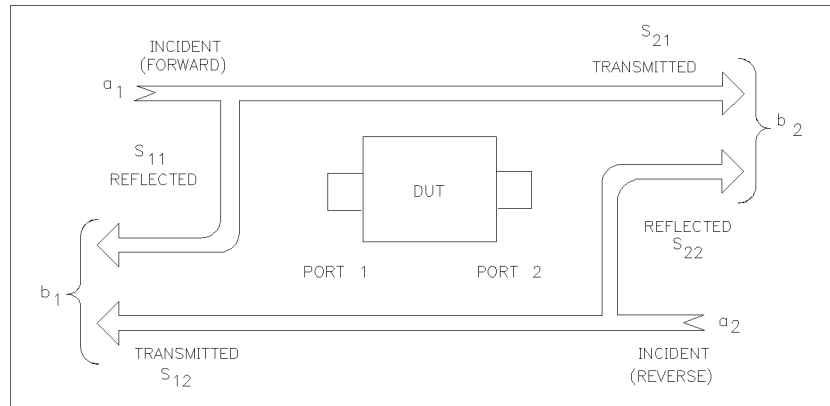 INCIDENT
(FORWARD)
a1
S21
TRANSMITTED
b2
S11
REFLECTED
DUT
PORT 1
PORT 2
REFLECTED
S22
b1
a2
TRANSMITTED
S12
INCIDENT
(REVERSE)